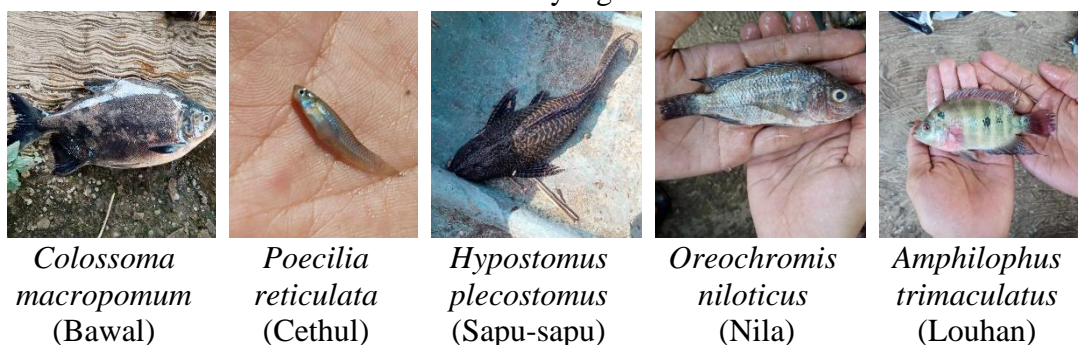 Colossoma
macropomum
(Bawal)
Poecilia
reticulata
(Cethul)
Hypostomus
plecostomus
(Sapu-sapu)
Oreochromis
niloticus
(Nila)
Amphilophus
trimaculatus
(Louhan)